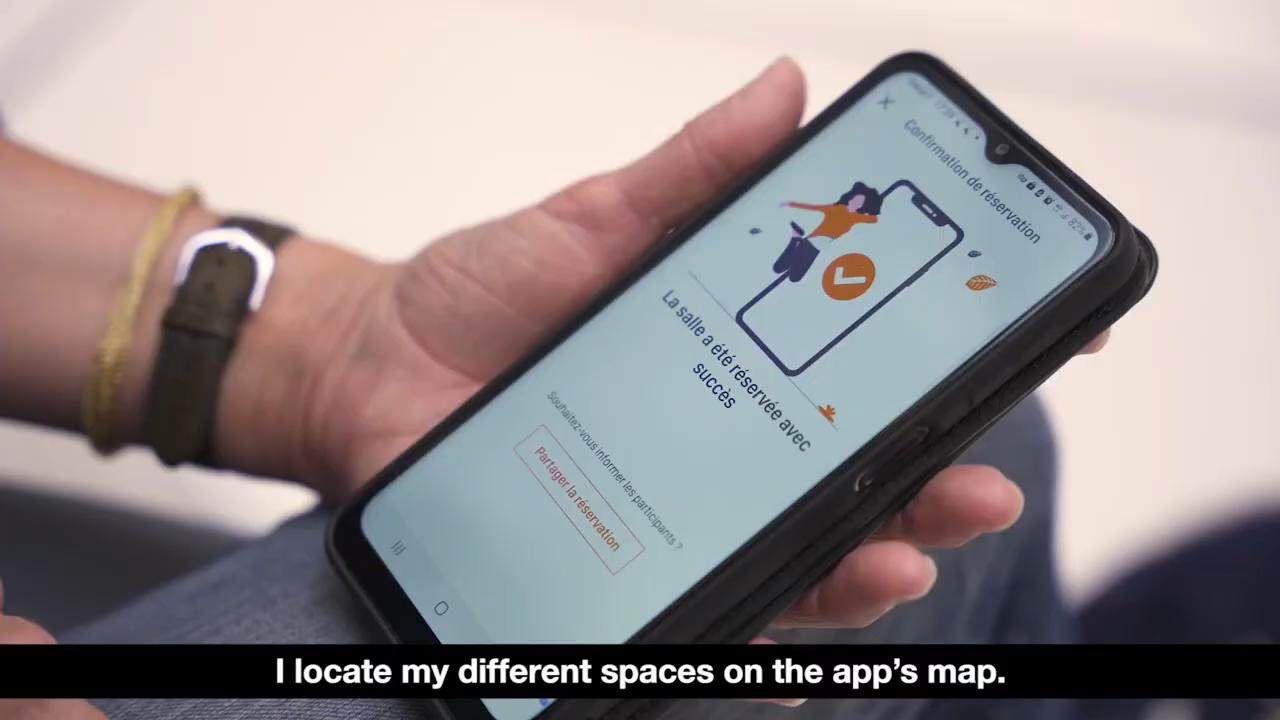 Confirmation de réservation
82%
La salle a été réservée avec
succès
Souhaitez-vous informer les participants ?
Partager la réservation
I locate my different spaces on the app’s map.